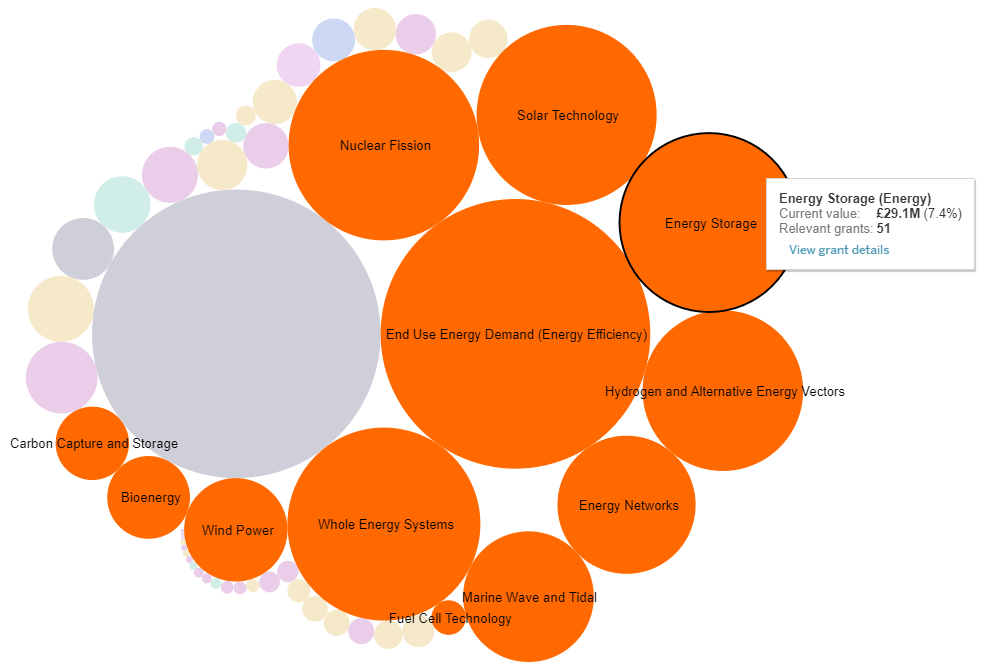 Solar Technology
Nuclear Fission
Energy Storage (Energy)
Current value: £29.1M (7.4%)
Relevant grants: 51
View grant details
Energy Storage
End Use Energy Demand (Energy Efficiency)
Hydrogen and Alternative Energy Vectors
Carbon Capture and Storage
Bioenergy
Energy Networks
Whole Energy Systems
Wind Power
Marine Wave and Tidal
Fuel Cell Technology